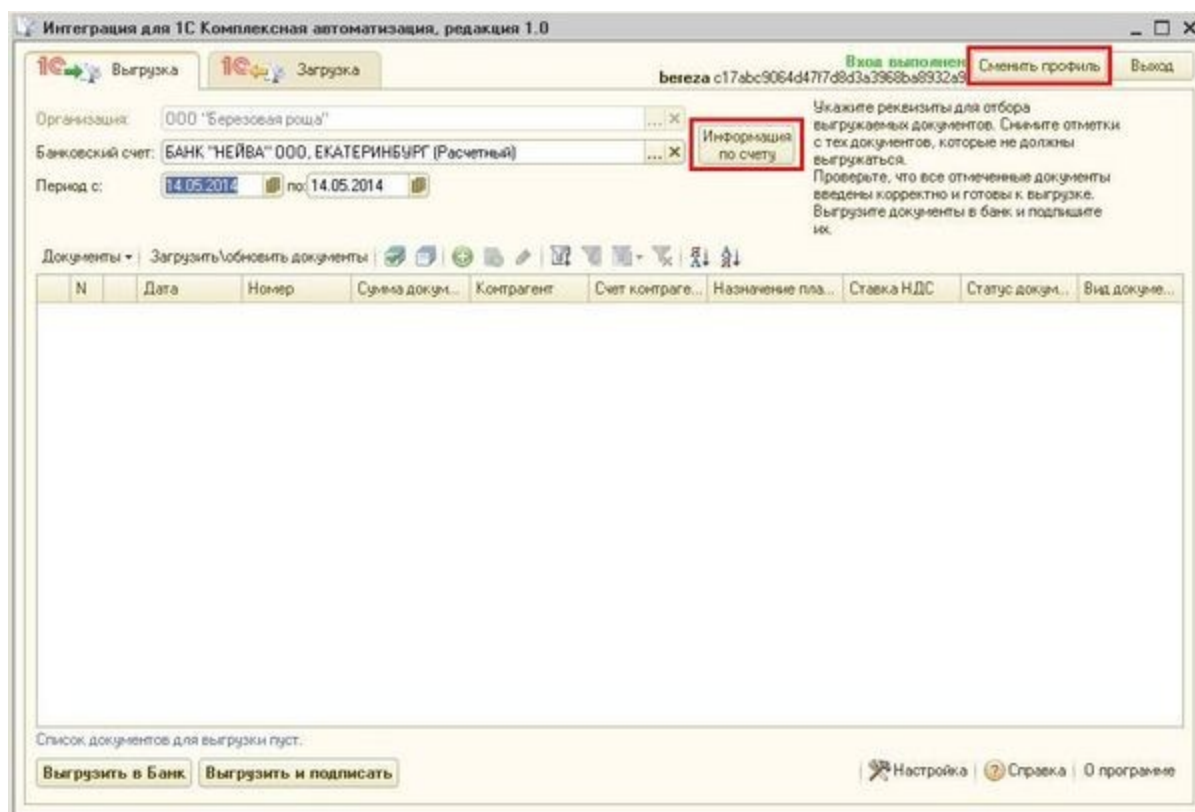 Интеграция для 1С Комплексная автоматизация, редакция 1.0
Выгрузка
Загрузка
Вход выполнен
bereza c17abc9064d47f7d8d3a3968ba8932a9
Сменить профиль
Выход
Организация: ООО "Березовая роща"
Банковский счет: БАНК "НЕЙВА" ООО, ЕКАТЕРИНБУРГ (Расчетный)
Информация
по счету
Период с: 14.05.2014 по: 14.05.2014
Укажите реквизиты для отбора
выгружаемых документов. Снимите отметки
с тех документов, которые не должны
выгружаться.
Проверьте, что все отмеченные документы
введены корректно и готовы к выгрузке.
Выгрузите документы в банк и подпишите
их.
Документы Загрузить\обновить документы
N Дата Номер Сумма докум... Контрагент Счет контраге... Назначение пла... Ставка НДС Статус докум... Вид докуме...
Список документов для выгрузки пуст.
Выгрузить в Банк Выгрузить и подписать
Настройка Справка О программе